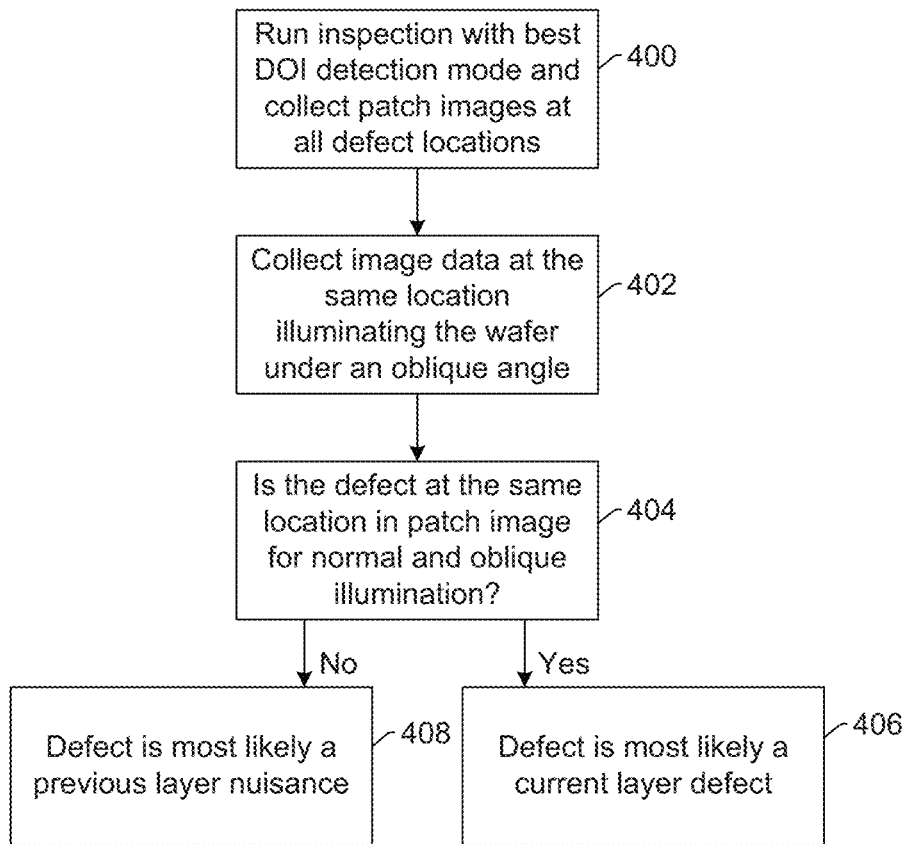 Run inspection with best
DOI detection mode and
collect patch images at
all defect locations
400
Collect image data at the
same location
illuminating the wafer
under an oblique angle
402
Is the defect at the same
location in patch image
for normal and oblique
illumination?
404
No
Yes
Defect is most likely a
previous layer nuisance
408
Defect is most likely a
current layer defect
406